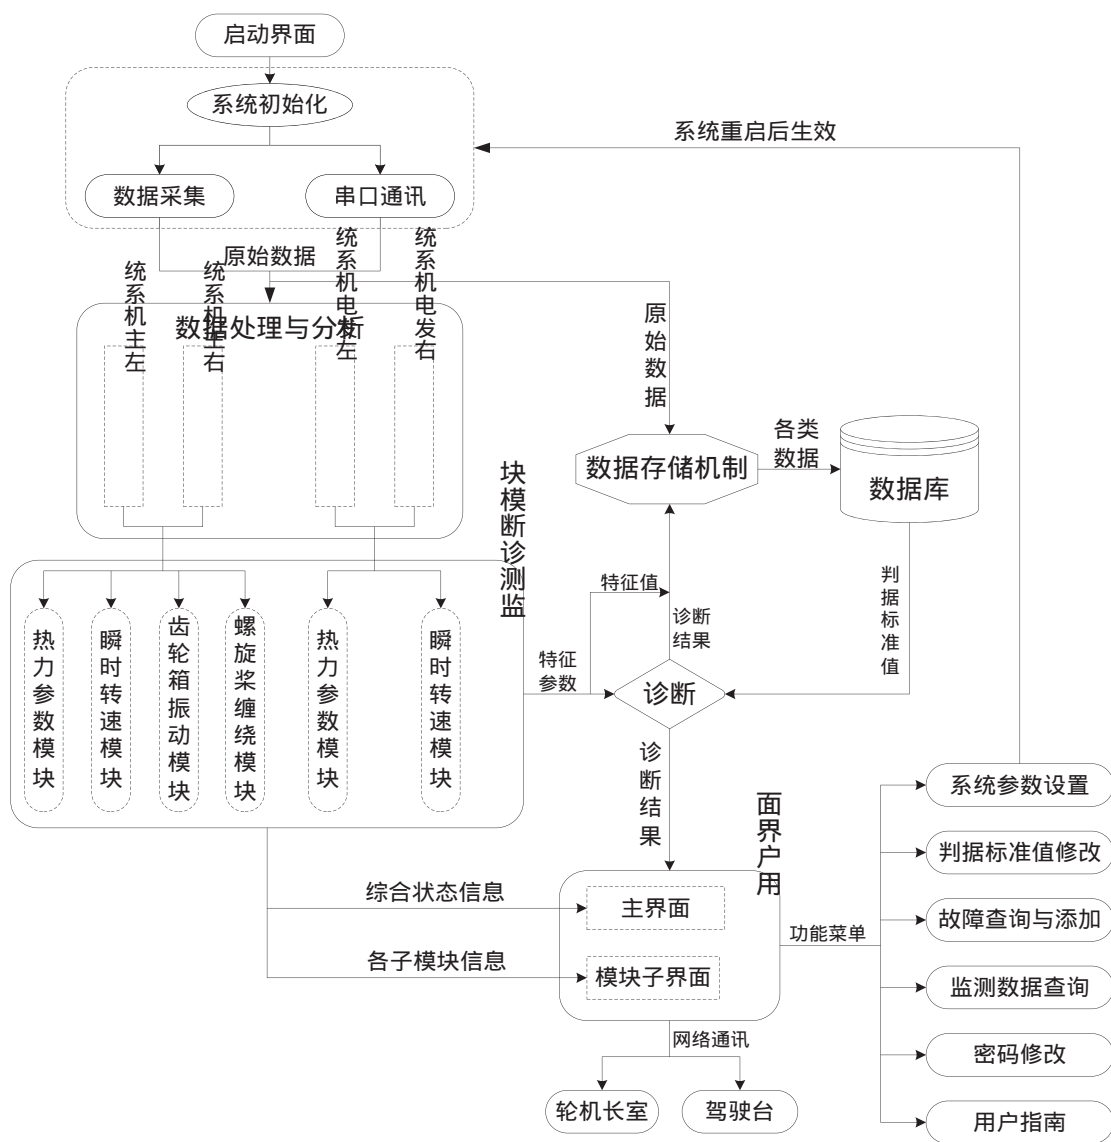 启动界面
系统初始化
系统重启后生效
数据采集
串口通讯
原始数据
统系机主左
统系机主右
统系机电发左
统系机电发右
数据处理与分析
原始数据
数据存储机制
各类
数据
数据库
块模断诊测监
特征值
诊断
结果
判据标准值
热力参数模块
瞬时转速模块
齿轮箱振动模块
螺旋桨缠绕模块
热力参数模块
瞬时转速模块
特征
参数
诊断
诊断结果
面界户用
综合状态信息
主界面
各子模块信息
模块子界面
功能菜单
系统参数设置
判据标准值修改
故障查询与添加
监测数据查询
密码修改
用户指南
网络通讯
轮机长室
驾驶台